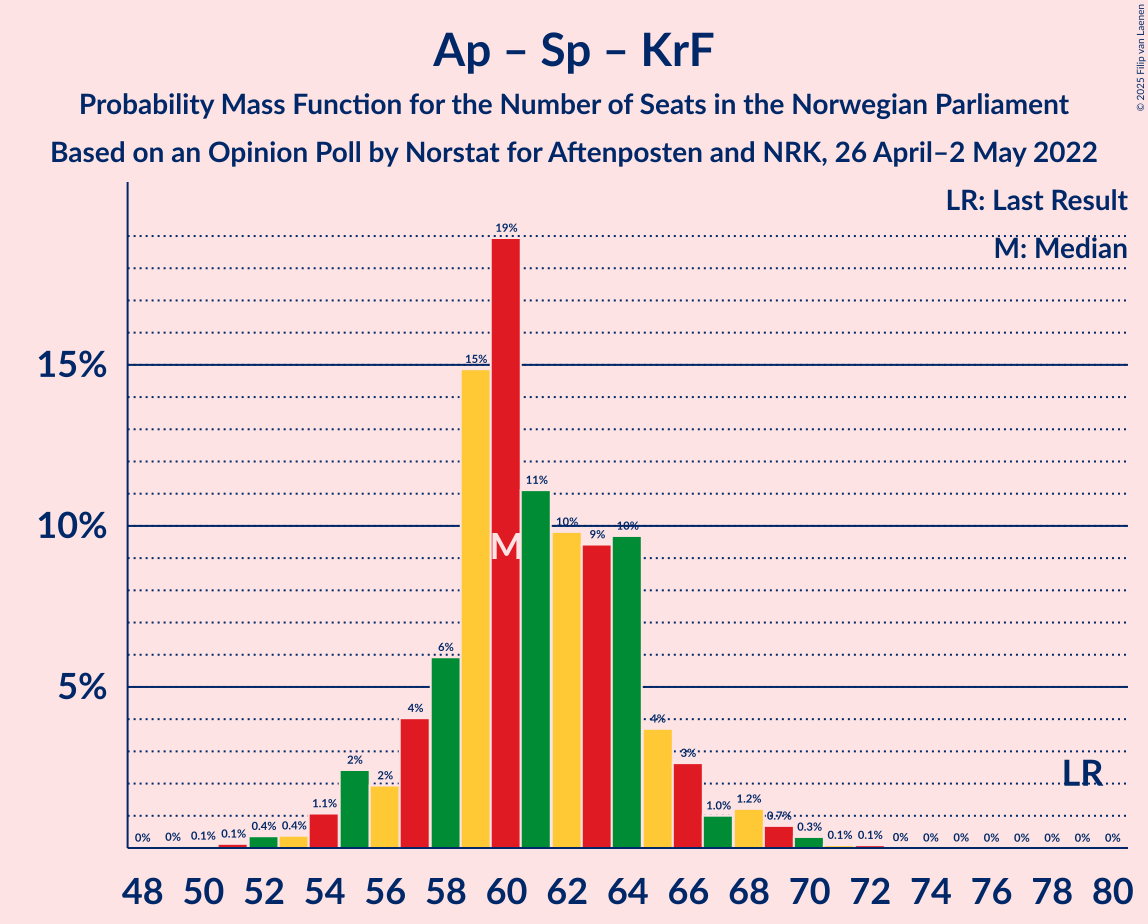 Ap – Sp – KrF
Probability Mass Function for the Number of Seats in the Norwegian Parliament
Based on an Opinion Poll by Norstat for Aftenposten and NRK, 26 April–2 May 2022
© 2025 Filip van Laenen
LR: Last Result
M: Median
15%
10%
5%
0% 0% 0.1% 0.1% 0.4% 0.4% 1.1% 2% 2% 4% 6% 15% 19% 11% 10% 9% 10% 4% 3% 1.0% 1.2% 0.7% 0.3% 0.1% 0.1% 0% 0% 0% 0% 0% 0% 0% 0%
M
LR
48 50 52 54 56 58 60 62 64 66 68 70 72 74 76 78 80